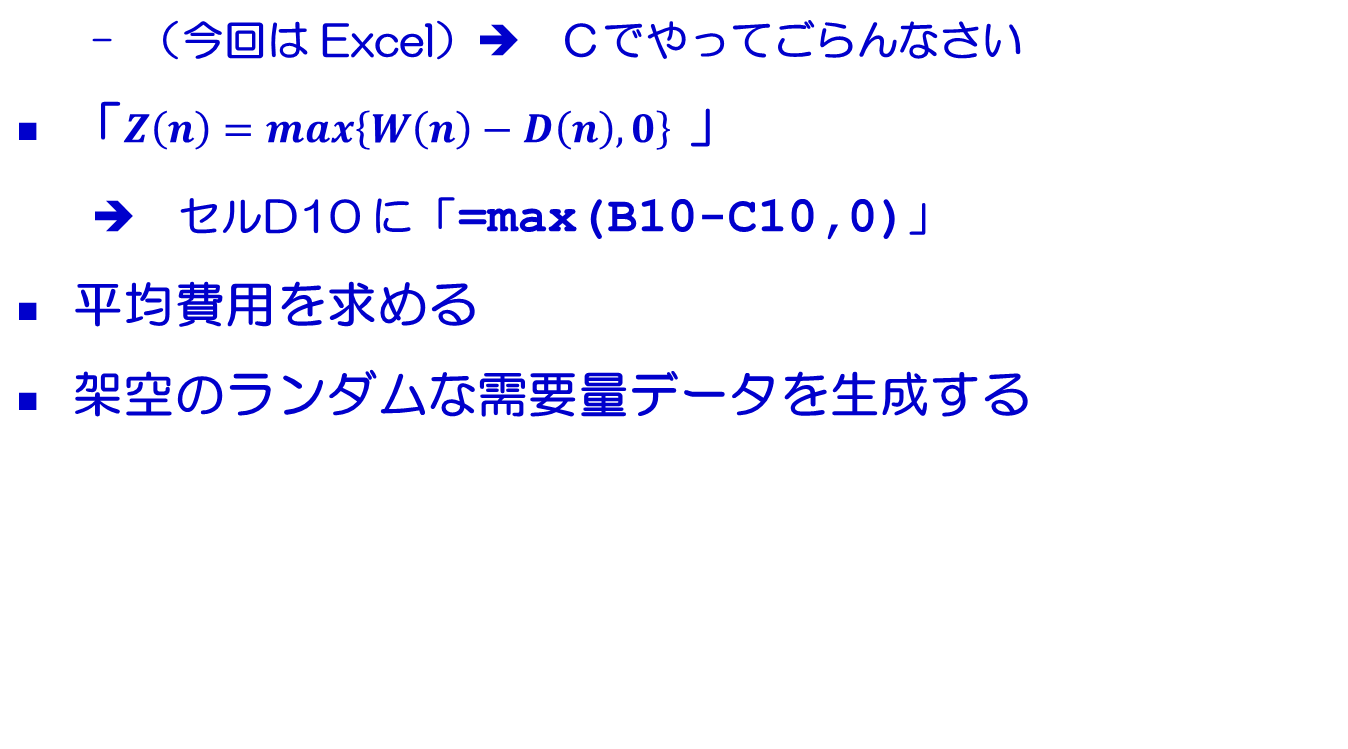 – （今回は Excel）➔ Cでやってごらんなさい
■ 「Z(n) = max{W(n) − D(n), 0} 」
➔ セルD10 に「=max(B10-C10,0)」
■ 平均費用を求める
■ 架空のランダムな需要量データを生成する